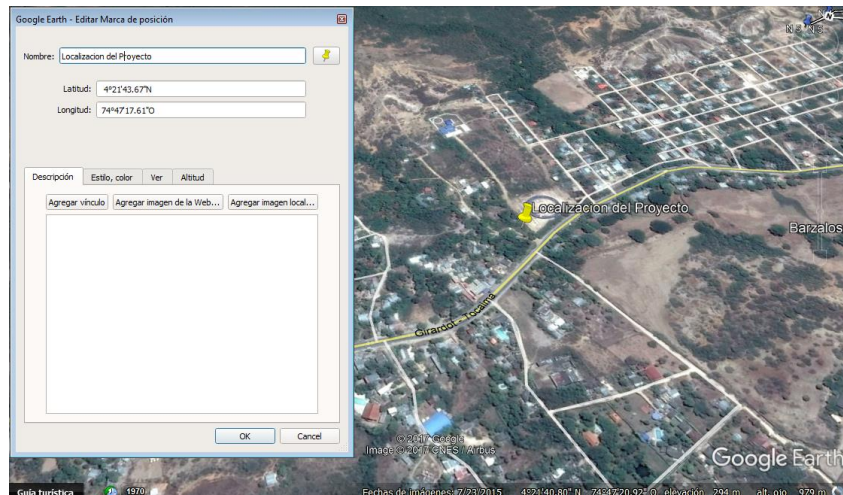 Google Earth - Editar Marca de posición
Nombre: Localizacion del Proyecto
Latitud: 4°21'43.67"N
Longitud: 74°47'17.61"O
Descripción Estilo, color Ver Altitud
Agregar vínculo Agregar imagen de la Web... Agregar imagen local...
OK Cancel
N
Localizacion del Proyecto
Barzalos
Girardot - Tocaima
© 2017 Google
Image © 2017 CNES / Airbus
Google Earth
Guía turística 1970
Fechas de imágenes: 7/23/2015 4°21'40.80" N 74°47'20.92" O elevación 294 m alt. ojo 979 m